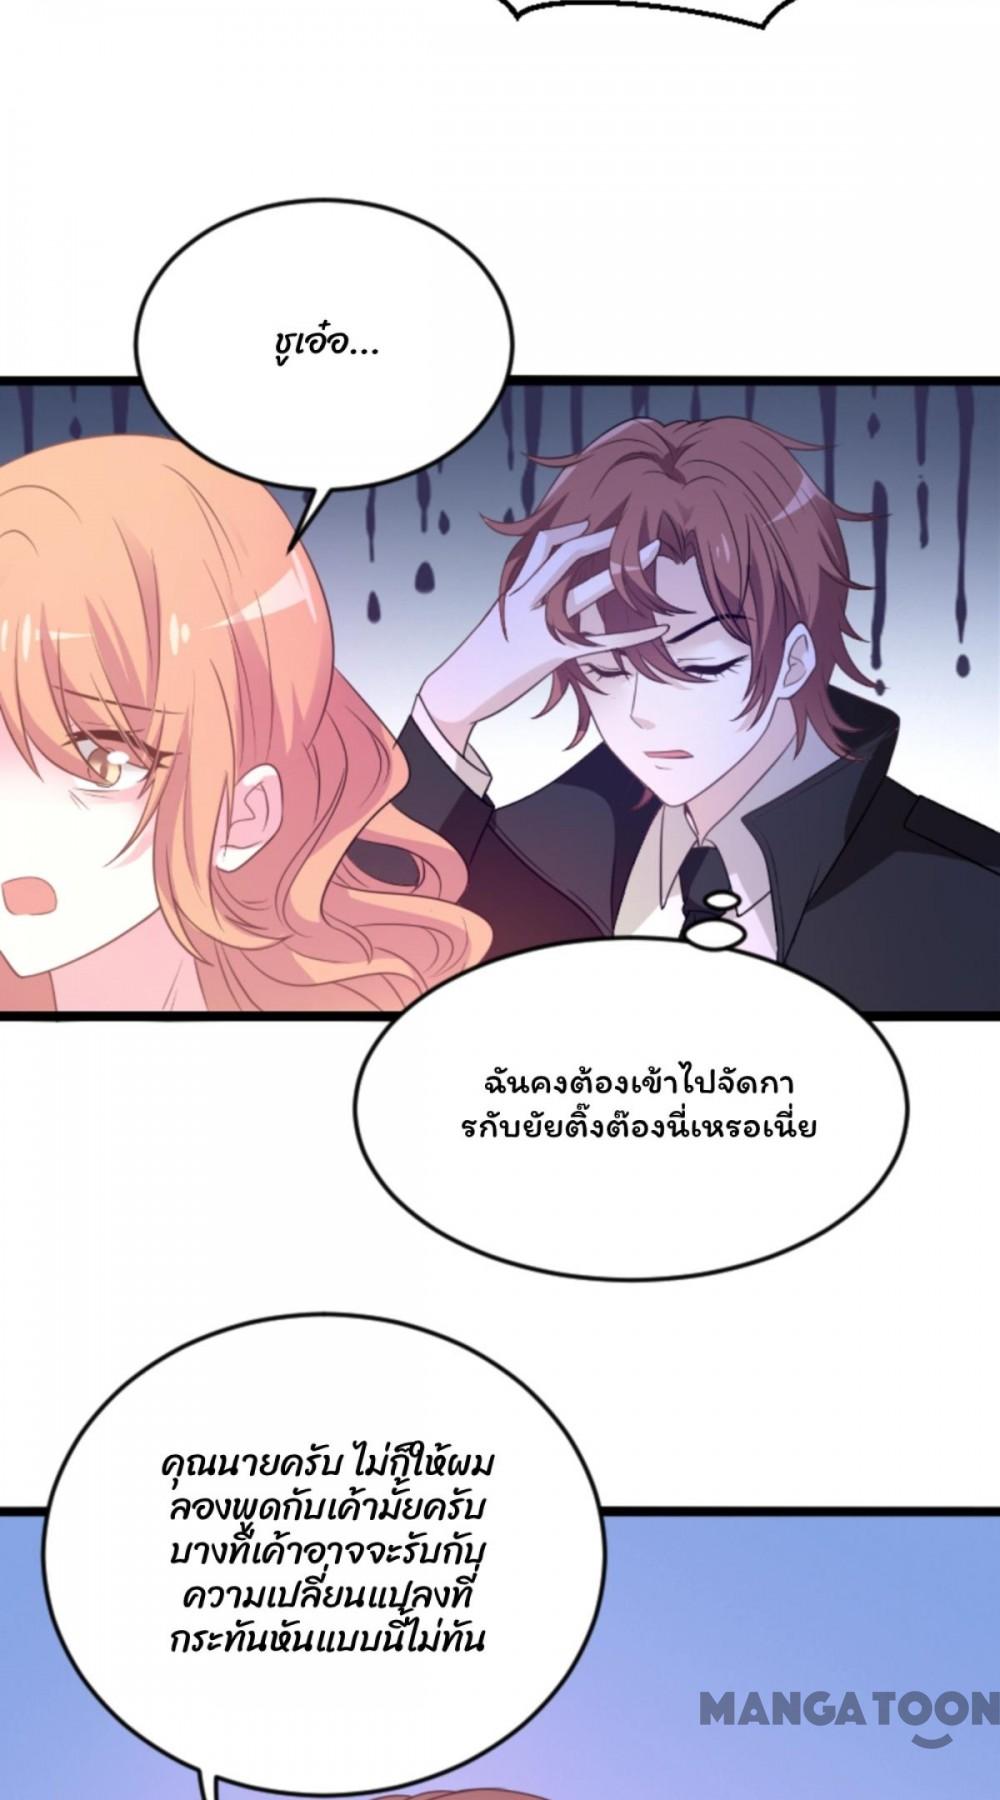 ชูเอ๋อ...
ฉันคงต้องเข้าไปจัดกา
รกับยัยติ๊งต๊องนี่เหรอเนี่ย
คุณนายครับ ไม่ก็ให้ผม
ลองพูดกับเค้ามั้ยครับ
บางทีเค้าอาจจะรับกับ
ความเปลี่ยนแปลงที่
กระทันหันแบบนี้ไม่ทัน
MANGATOON